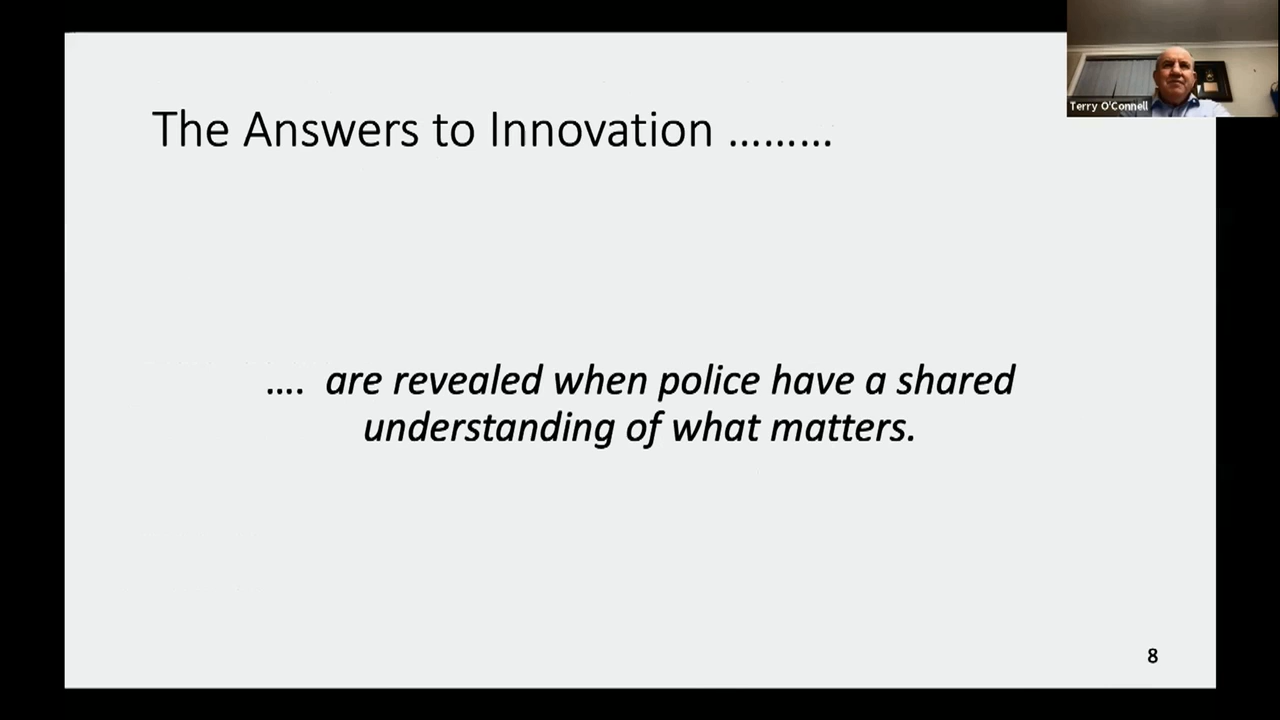 The Answers to Innovation .........
Terry O'Connell
.... are revealed when police have a shared
understanding of what matters.
8